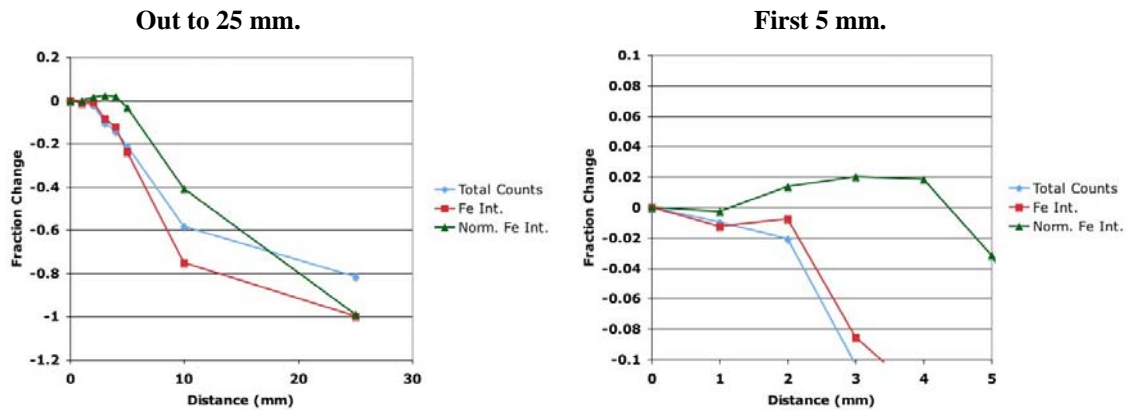 Out to 25 mm.
0.2
0
-0.2
-0.4
-0.6
-0.8
-1
-1.2
0
10
20
30
Fraction Change
Distance (mm)
Total Counts
Fe Int.
Norm. Fe Int.
First 5 mm.
0.1
0.08
0.06
0.04
0.02
0
-0.02
-0.04
-0.06
-0.08
-0.1
0
1
2
3
4
5
Fraction Change
Distance (mm)
Total Counts
Fe Int.
Norm. Fe Int.